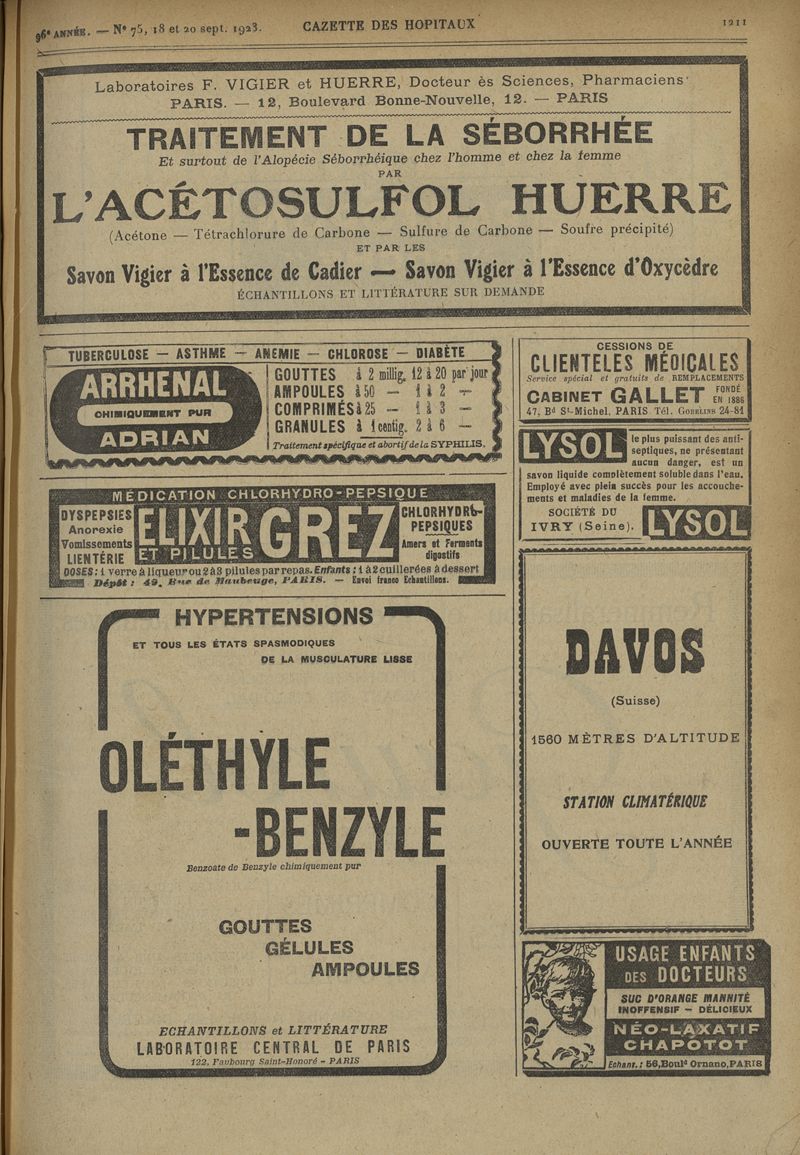 96e ANNÉE. — No 75, 18 et 20 sept. 1923.
GAZETTE DES HOPITAUX
1211
Laboratoires F. VIGIER et HUERRE, Docteur ès Sciences, Pharmaciens
PARIS. — 12, Boulevard Bonne-Nouvelle, 12. — PARIS
TRAITEMENT DE LA SÉBORRHÉE
Et surtout de l'Alopécie Séborrhéique chez l'homme et chez la femme
PAR
L'ACÉTOSULFOL HUERRE
(Acétone — Tétrachlorure de Carbone — Sulfure de Carbone — Soufre précipité)
ET PAR LES
Savon Vigier à l'Essence de Cadier — Savon Vigier à l'Essence d'Oxycèdre
ÉCHANTILLONS ET LITTÉRATURE SUR DEMANDE
TUBERCULOSE — ASTHME — ANEMIE — CHLOROSE — DIABÈTE
ARRHENAL
CHIMIQUEMENT PUR
ADRIAN
GOUTTES à 2 millig. 12 à 20 par jour
AMPOULES à 50 — 1 à 2 —
COMPRIMÉS à 25 — 1 à 3 —
GRANULES à 1 centig. 2 à 6 —
Traitement spécifique et abortif de la SYPHILIS.
MÉDICATION CHLORHYDRO-PEPSIQUE
DYSPEPSIES
Anorexie
Vomissements
LIENTÉRIE
ELIXIR GREZ
ET PILULES
CHLORHYDRO-
PEPSIQUES
Amers et Ferments
digestifs
DOSES: 1 verre à liqueur ou 2 à 3 pilules par repas. Enfants: 1 à 2 cuillerées à dessert
Dépôt: 49, Rue de Maubeuge, PARIS. — Envoi franco Echantillons.
HYPERTENSIONS
ET TOUS LES ÉTATS SPASMODIQUES
DE LA MUSCULATURE LISSE
OLÉTHYLE
-BENZYLE
Benzoate de Benzyle chimiquement pur
GOUTTES
GÉLULES
AMPOULES
ECHANTILLONS et LITTÉRATURE
LABORATOIRE CENTRAL DE PARIS
122, Faubourg Saint-Honoré - PARIS
CESSIONS DE
CLIENTELES MÉDICALES
Service spécial et gratuits de REMPLACEMENTS
CABINET GALLET FONDÉ EN 1886
47, Bd St-Michel, PARIS Tél. GOBELINS 24-81
LYSOL
le plus puissant des anti-
septiques, ne présentant
aucun danger, est un
savon liquide complètement soluble dans l'eau.
Employé avec plein succès pour les accouche-
ments et maladies de la femme.
SOCIÉTÉ DU
IVRY (Seine).
LYSOL
DAVOS
(Suisse)
1560 MÈTRES D'ALTITUDE
STATION CLIMATÉRIQUE
OUVERTE TOUTE L'ANNÉE
USAGE ENFANTS
DES DOCTEURS
SUC D'ORANGE MANNITÉ
INOFFENSIF — DÉLICIEUX
NÉO-LAXATIF
CHAPOTOT
Echant.: 56, Bould Ornano, PARIS